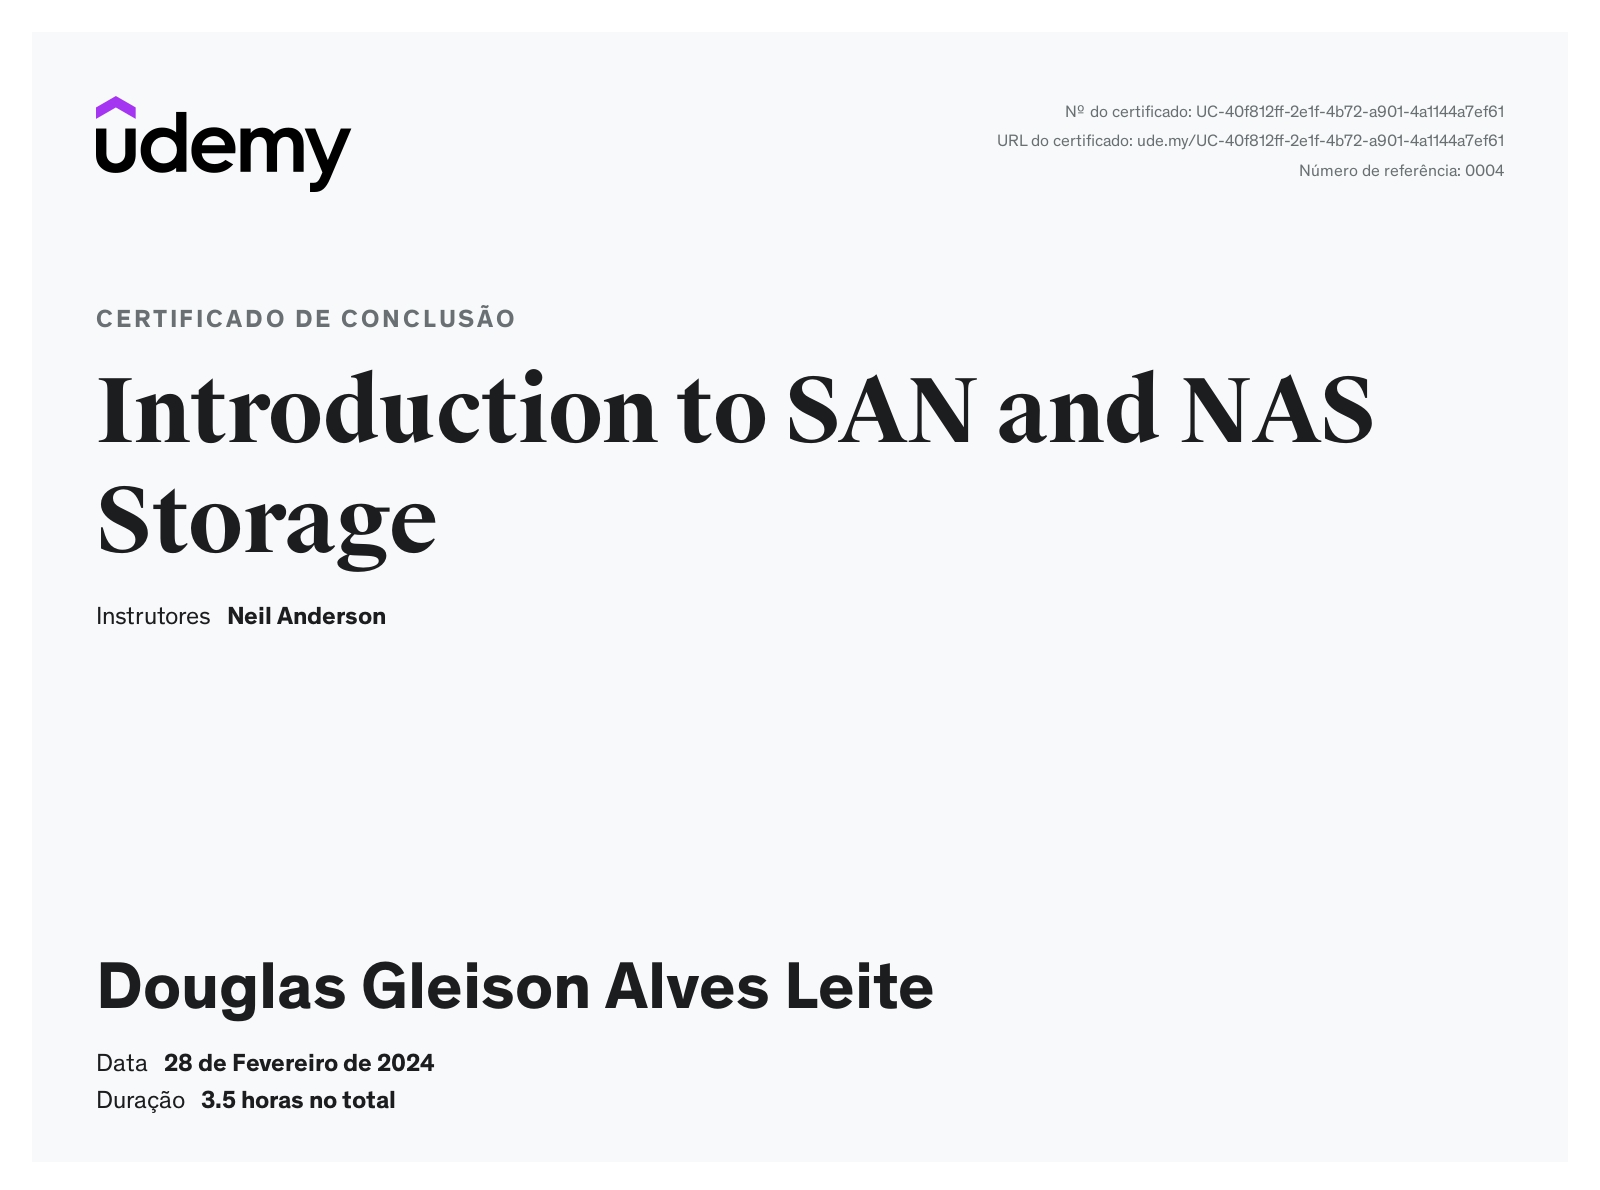 udemy
Nº do certificado: UC-40f812ff-2e1f-4b72-a901-4a1144a7ef61
URL do certificado: ude.my/UC-40f812ff-2e1f-4b72-a901-4a1144a7ef61
Número de referência: 0004
CERTIFICADO DE CONCLUSÃO
Introduction to SAN and NAS
Storage
Instrutores Neil Anderson
Douglas Gleison Alves Leite
Data 28 de Fevereiro de 2024
Duração 3.5 horas no total